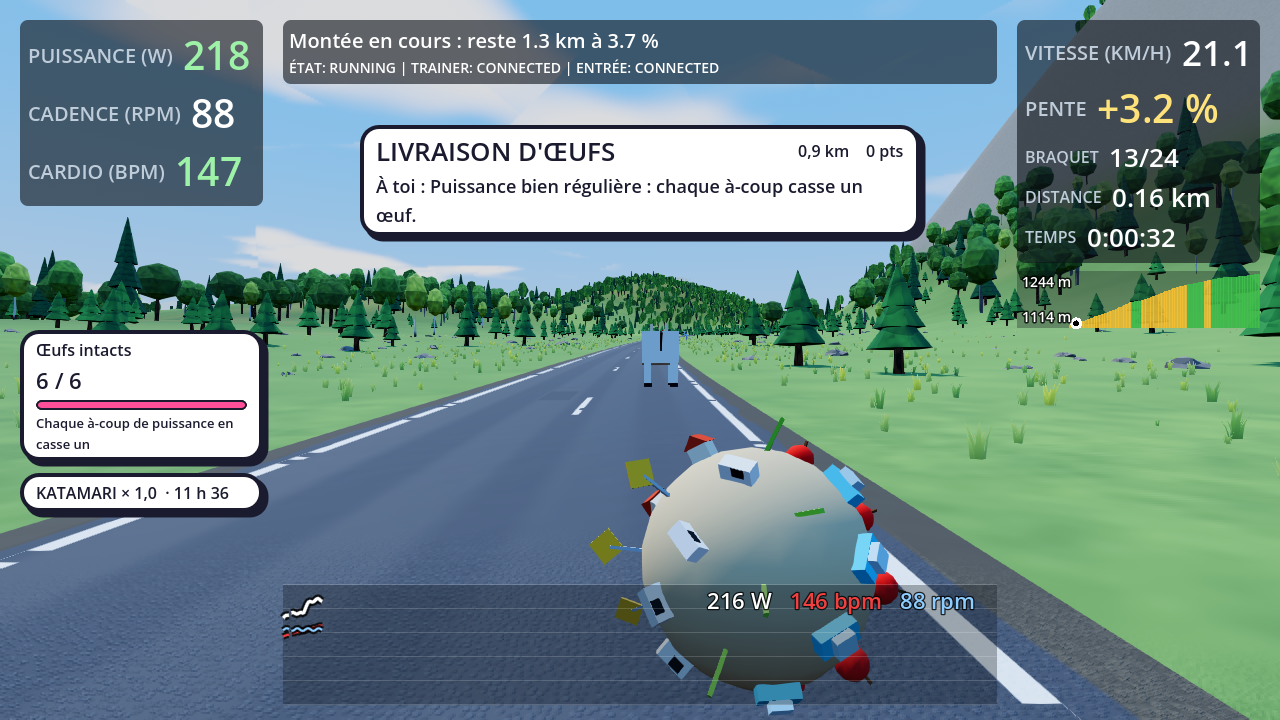 PUISSANCE (W) 218
CADENCE (RPM) 88
CARDIO (BPM) 147
Montée en cours : reste 1.3 km à 3.7 %
ÉTAT: RUNNING | TRAINER: CONNECTED | ENTRÉE: CONNECTED
LIVRAISON D'ŒUFS 0,9 km 0 pts
À toi : Puissance bien régulière : chaque à-coup casse un
œuf.
VITESSE (KM/H) 21.1
PENTE +3.2 %
BRAQUET 13/24
DISTANCE 0.16 km
TEMPS 0:00:32
1244 m
1114 m
Œufs intacts
6 / 6
Chaque à-coup de puissance en
casse un
KATAMARI × 1,0 · 11 h 36
216 W 146 bpm 88 rpm